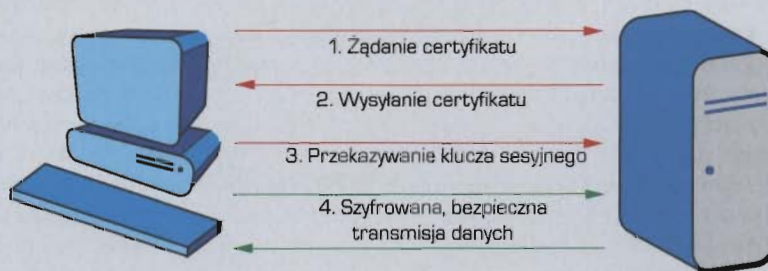 1. Żądanie certyfikatu
2. Wysyłanie certyfikatu
3. Przekazywanie klucza sesyjnego
4. Szyfrowana, bezpieczna
transmisja danych